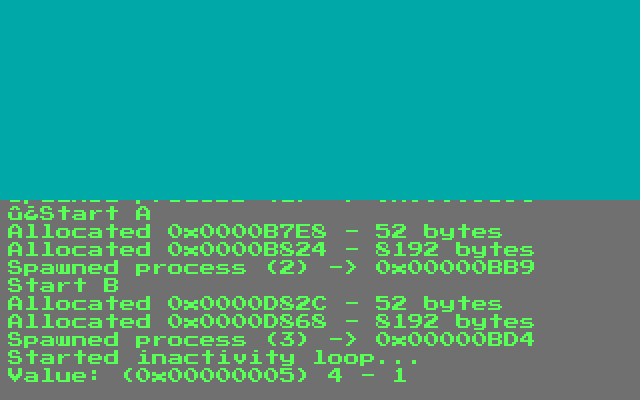 Start A
Allocated 0x0000B7E8 - 52 bytes
Allocated 0x0000B824 - 8192 bytes
Spawned process (2) -> 0x00000BB9
Start B
Allocated 0x0000D82C - 52 bytes
Allocated 0x0000D868 - 8192 bytes
Spawned process (3) -> 0x00000BD4
Started inactivity loop...
Value: (0x00000005) 4 - 1